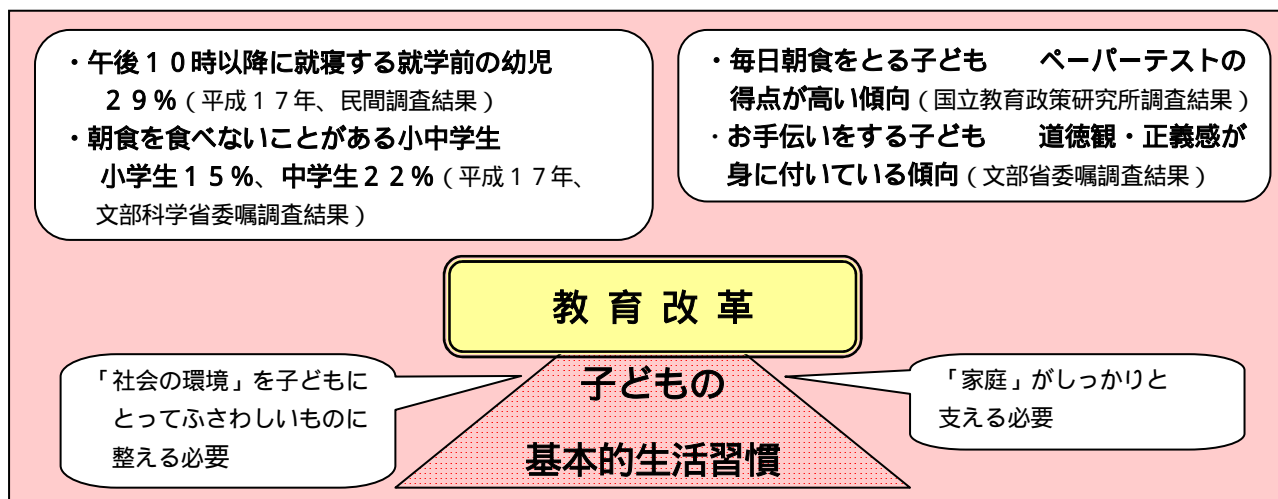 ・午後１０時以降に就寝する就学前の幼児
２９％（平成１７年、民間調査結果）
・朝食を食べないことがある小中学生
小学生１５％、中学生２２％（平成１７年、
文部科学省委嘱調査結果）
・毎日朝食をとる子ども　　ペーパーテストの
得点が高い傾向（国立教育政策研究所調査結果）
・お手伝いをする子ども　　道徳観・正義感が
身に付いている傾向（文部省委嘱調査結果）
教 育 改 革
「社会の環境」を子どもに
とってふさわしいものに
整える必要
子どもの
基本的生活習慣
「家庭」がしっかりと
支える必要